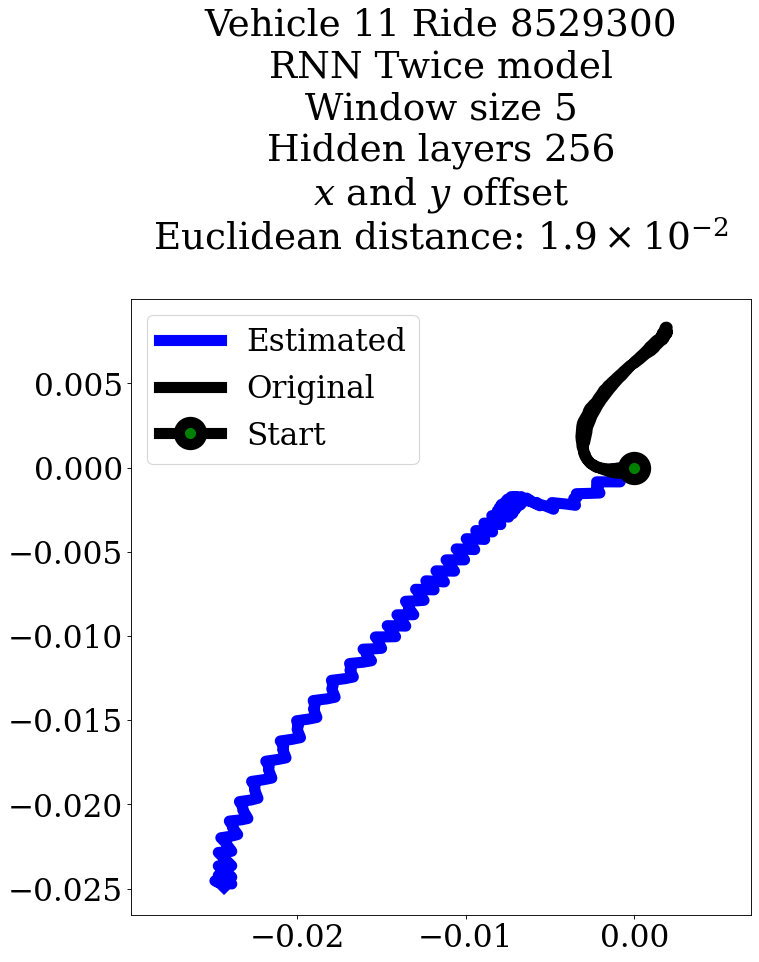 Vehicle 11 Ride 8529300
RNN Twice model
Window size 5
Hidden layers 256
x and y offset
Euclidean distance: 1.9 × 10⁻²
Estimated
Original
Start
0.005
0.000
−0.005
−0.010
−0.015
−0.020
−0.025
−0.02 −0.01 0.00